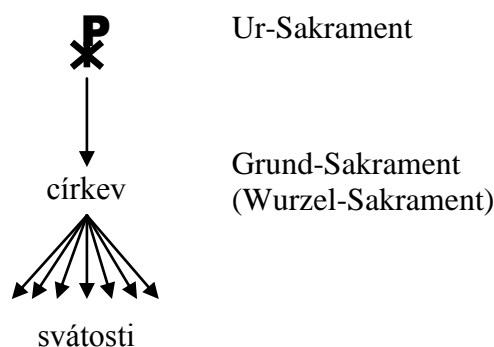 ☧ Ur-Sakrament
církev Grund-Sakrament
(Wurzel-Sakrament)
svátosti